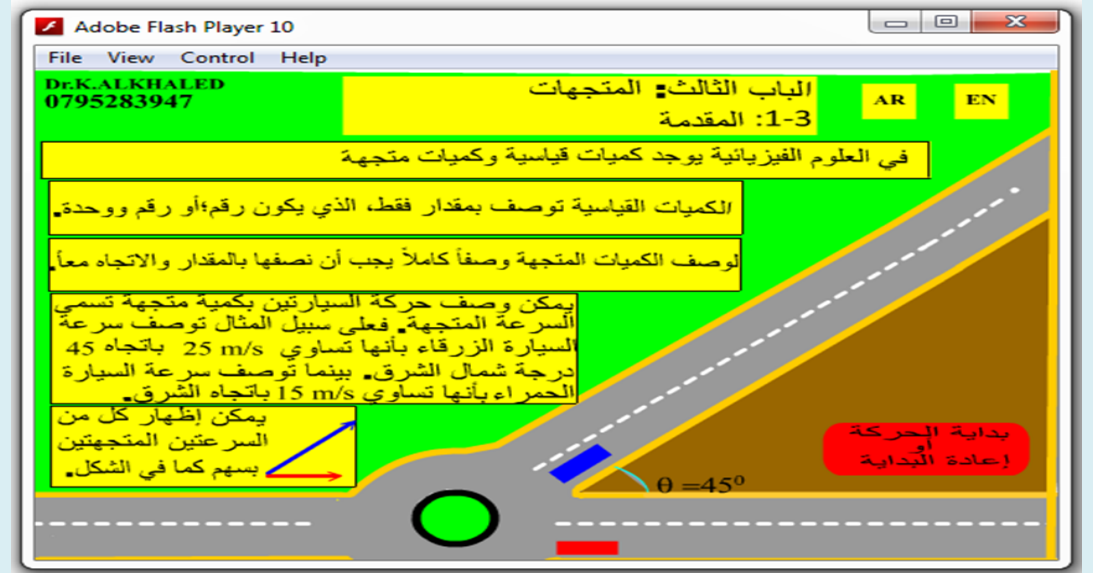 Adobe Flash Player 10
File View Control Help
Dr.K.ALKHALED
0795283947
الباب الثالث: المتجهات
1-3: المقدمة
AR
EN
في العلوم الفيزيائية يوجد كميات قياسية وكميات متجهة
الكميات القياسية توصف بمقدار فقط، الذي يكون رقم؛أو رقم ووحدة.
لوصف الكميات المتجهة وصفاً كاملاً يجب أن نصفها بالمقدار والاتجاه معاً.
يمكن وصف حركة السيارتين بكمية متجهة تسمى
السرعة المتجهة. فعلى سبيل المثال توصف سرعة
السيارة الزرقاء بأنها تساوي 25 m/s باتجاه 45
درجة شمال الشرق. بينما توصف سرعة السيارة
الحمراء بأنها تساوي 15 m/s باتجاه الشرق.
يمكن إظهار كل من
السرعتين المتجهتين
بسهم كما في الشكل.
بداية الحركة
أو
إعادة البداية
θ =45⁰